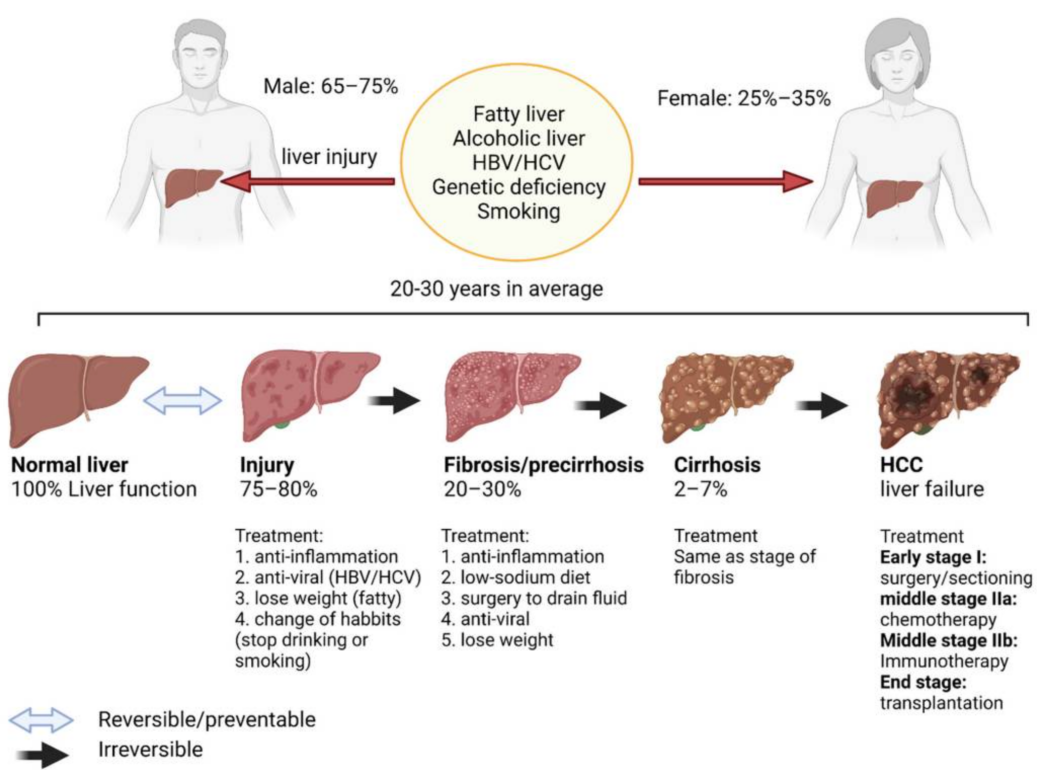 Male: 65–75%
Female: 25%–35%
Fatty liver
Alcoholic liver
HBV/HCV
Genetic deficiency
Smoking
liver injury
20-30 years in average
Normal liver
100% Liver function
Injury
75–80%
Treatment:
1. anti-inflammation
2. anti-viral (HBV/HCV)
3. lose weight (fatty)
4. change of habbits
(stop drinking or
smoking)
Fibrosis/precirrhosis
20–30%
Treatment:
1. anti-inflammation
2. low-sodium diet
3. surgery to drain fluid
4. anti-viral
5. lose weight
Cirrhosis
2–7%
Treatment
Same as stage of
fibrosis
HCC
liver failure
Treatment
Early stage I:
surgery/sectioning
middle stage IIa:
chemotherapy
Middle stage IIb:
Immunotherapy
End stage:
transplantation
Reversible/preventable
Irreversible